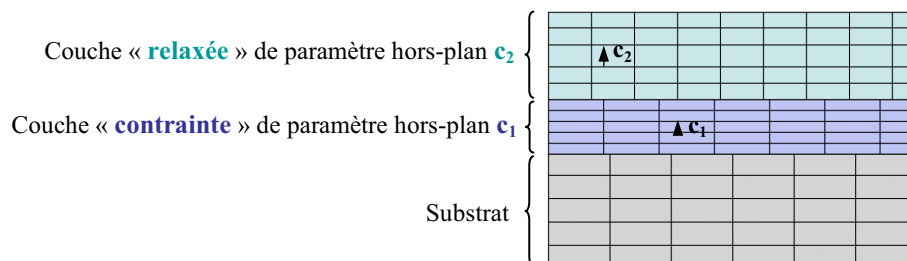 Couche « relaxée » de paramètre hors-plan c₂
c₂
Couche « contrainte » de paramètre hors-plan c₁
c₁
Substrat